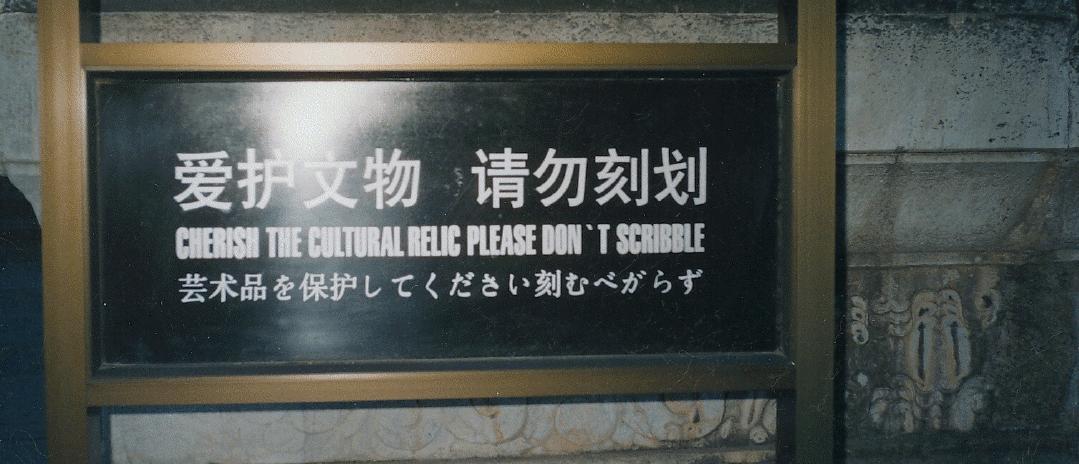 爱护文物 请勿刻划
CHERISH THE CULTURAL RELIC PLEASE DON`T SCRIBBLE
芸术品を保护してください刻むべがらず